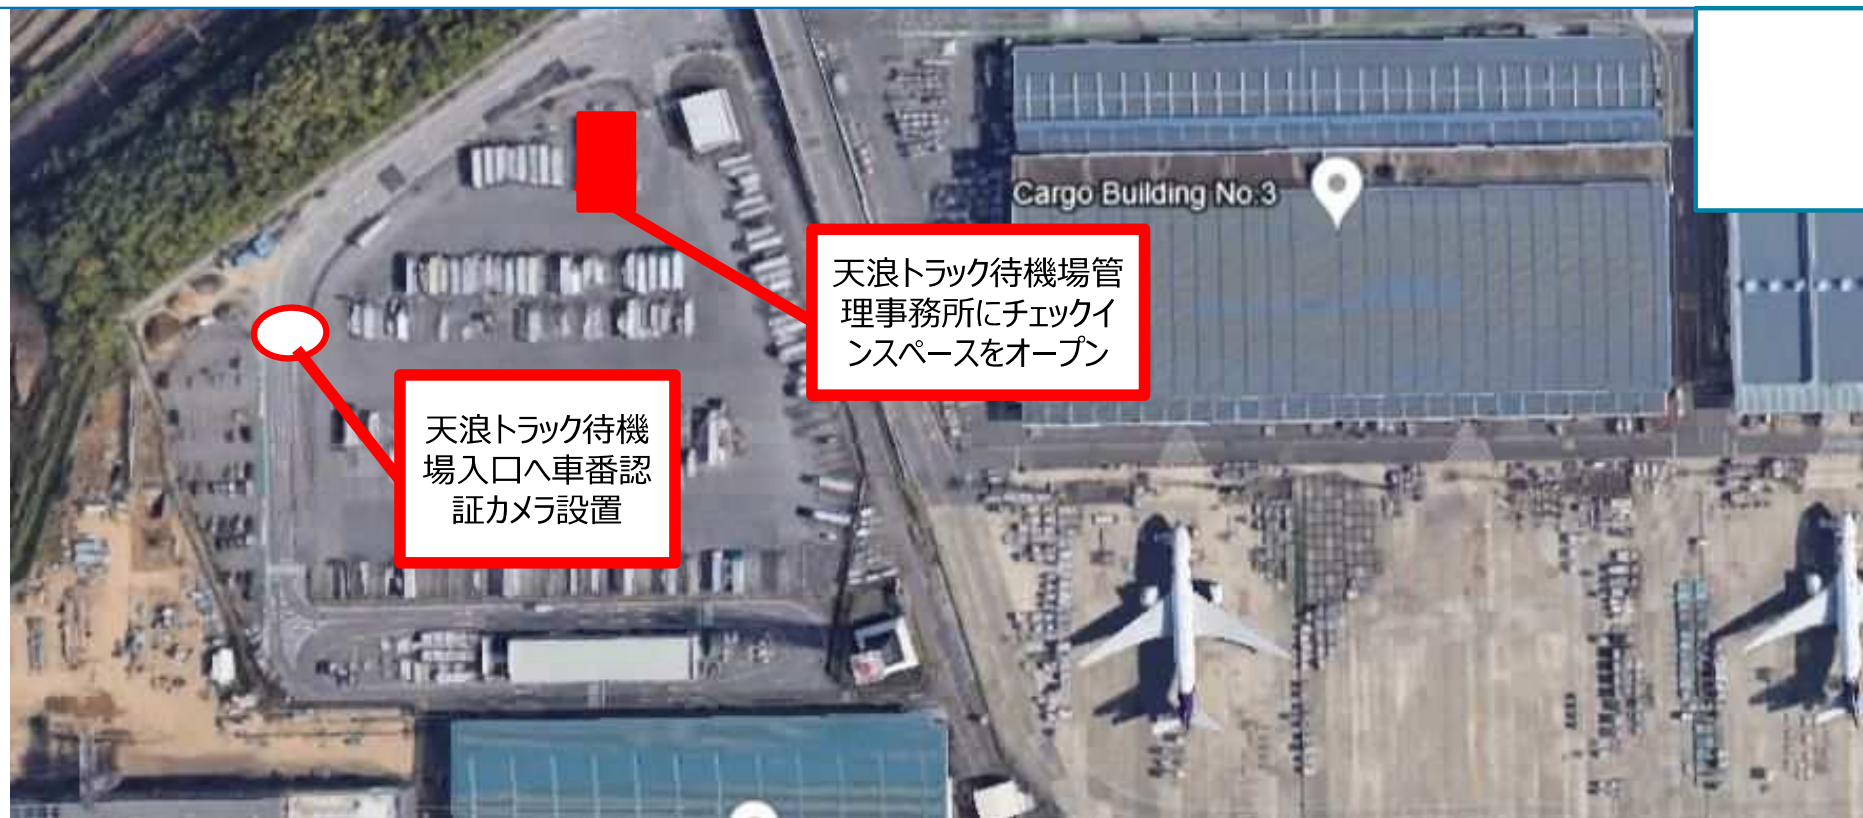 Cargo Building No.3
天浪トラック待機場管
理事務所にチェックイ
ンスペースをオープン
天浪トラック待機
場入口へ車番認
証カメラ設置